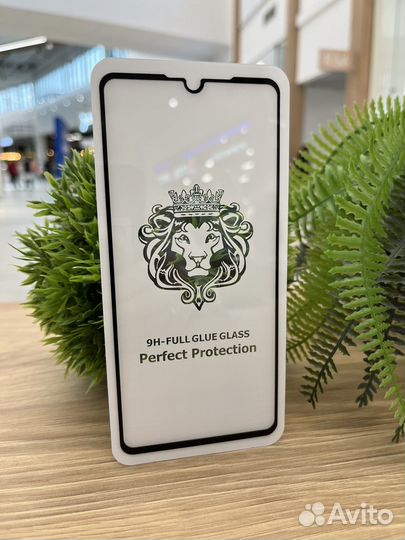 9H-FULL GLUE GLASS
Perfect Protection
Avito